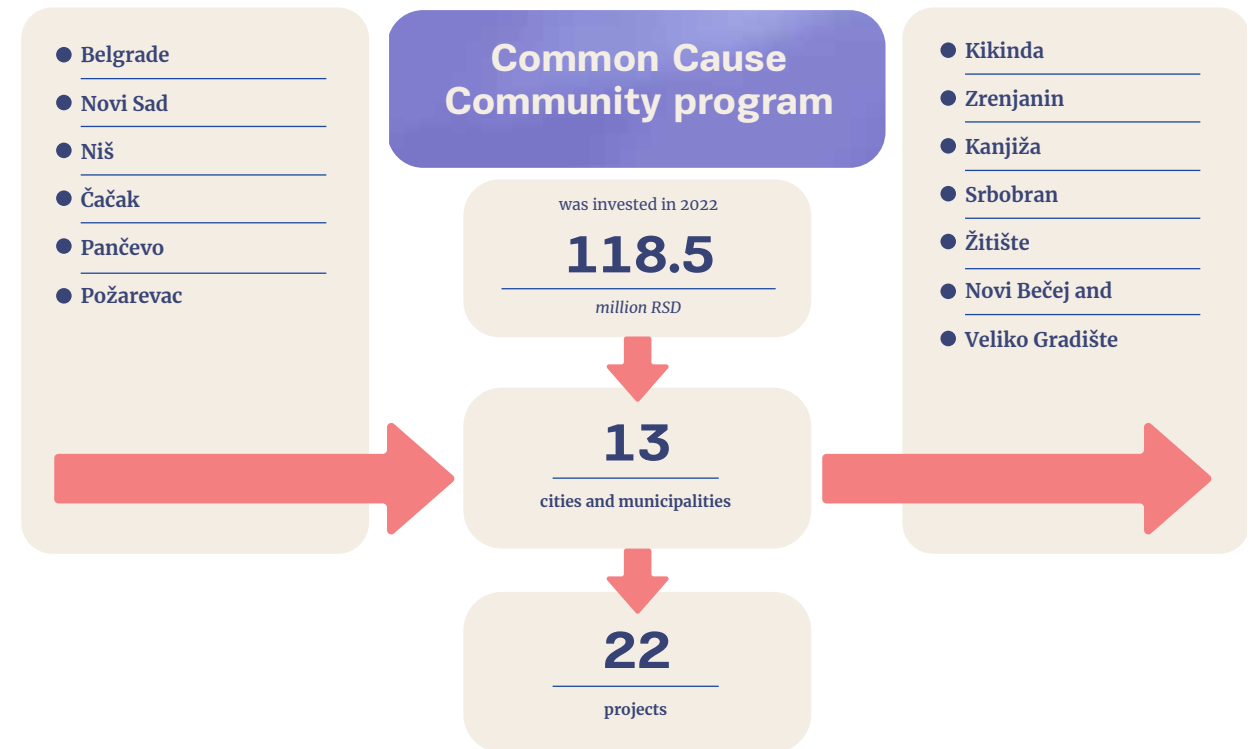 Common Cause
Community program
Belgrade
Novi Sad
Niš
Čačak
Pančevo
Požarevac
was invested in 2022
118.5
million RSD
13
cities and municipalities
22
projects
Kikinda
Zrenjanin
Kanjiža
Srbobran
Žitište
Novi Bečej and
Veliko Gradište